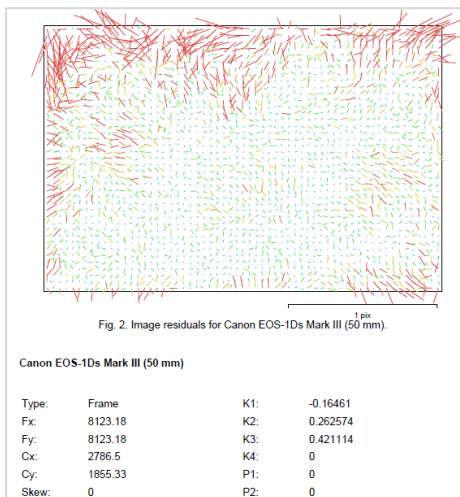 1 pix
Fig. 2. Image residuals for Canon EOS-1Ds Mark III (50 mm).
Canon EOS-1Ds Mark III (50 mm)
Type: Frame K1: -0.16461
Fx: 8123.18 K2: 0.262574
Fy: 8123.18 K3: 0.421114
Cx: 2786.5 K4: 0
Cy: 1855.33 P1: 0
Skew: 0 P2: 0